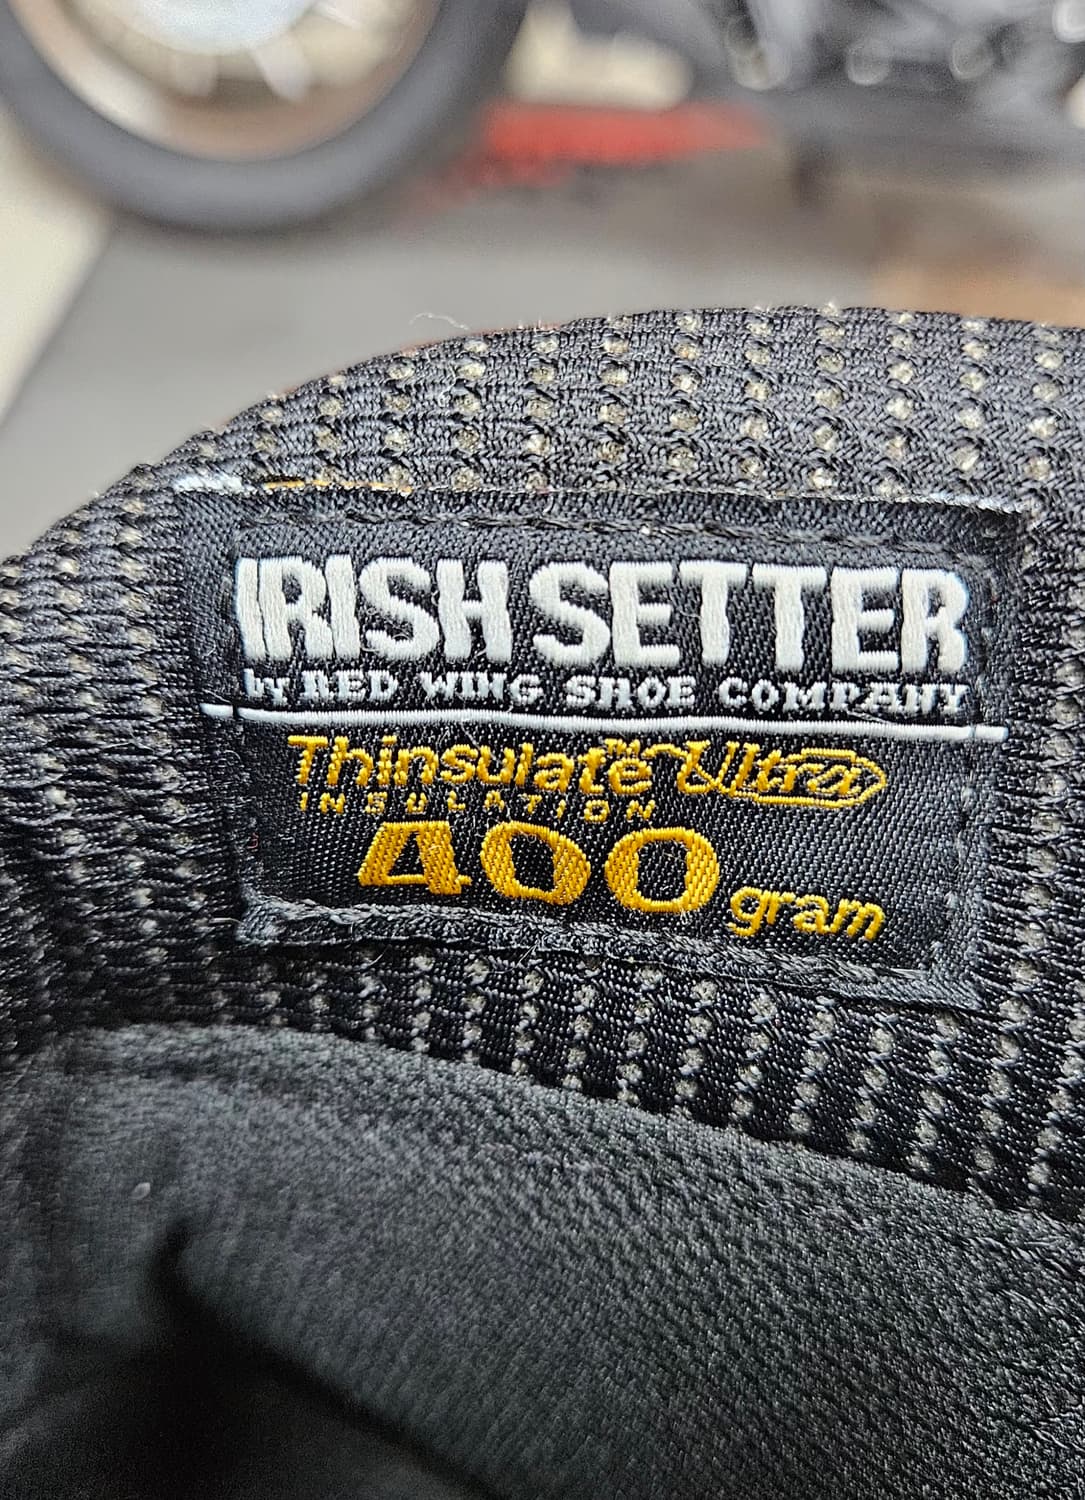 IRISH SETTER
by RED WING SHOE COMPANY
Thinsulate™ Ultra
INSULATION
400 gram